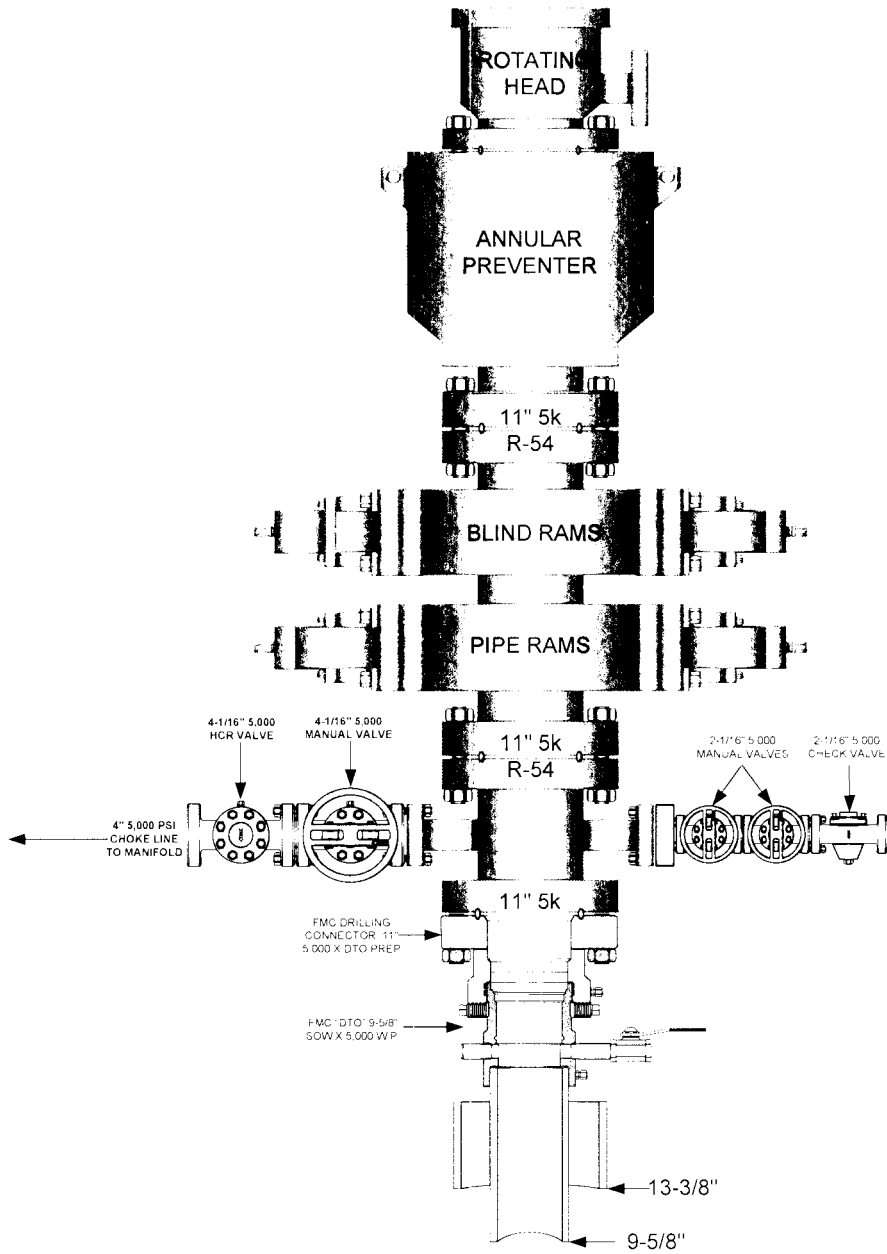 ROTATING
HEAD
ANNULAR
PREVENTER
11" 5k
R-54
BLIND RAMS
PIPE RAMS
4-1/16" 5,000
HCR VALVE
4-1/16" 5,000
MANUAL VALVE
11" 5k
R-54
2-1/16" 5,000
MANUAL VALVES
2-1/16" 5,000
CHECK VALVE
4" 5,000 PSI
CHOKE LINE
TO MANIFOLD
11" 5k
FMC DRILLING
CONNECTOR 11"
5,000 X DTO PREP
FMC "DTO" 9-5/8"
SOW X 5,000 W.P.
13-3/8"
9-5/8"